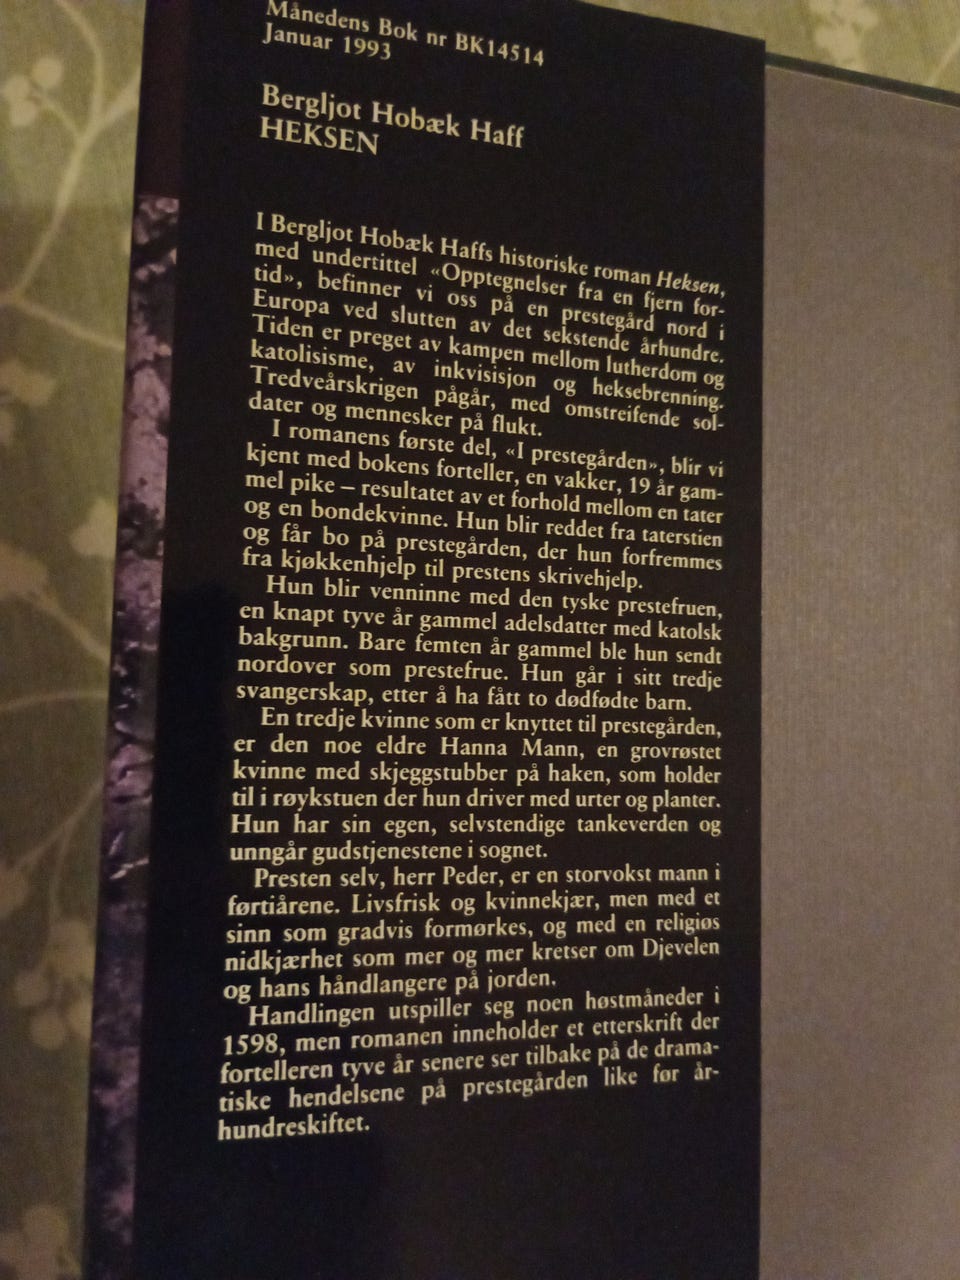 Månedens Bok nr BK14514
Januar 1993
Bergljot Hobæk Haff
HEKSEN
I Bergljot Hobæk Haffs historiske roman Heksen,
med undertittel «Opptegnelser fra en fjern for-
tid», befinner vi oss på en prestegård nord i
Europa ved slutten av det sekstende århundre.
Tiden er preget av kampen mellom lutherdom og
katolisisme, av inkvisisjon og heksebrenning.
Tredveårskrigen pågår, med omstreifende sol-
dater og mennesker på flukt.
I romanens første del, «I prestegården», blir vi
kjent med bokens forteller, en vakker, 19 år gam-
mel pike – resultatet av et forhold mellom en tater
og en bondekvinne. Hun blir reddet fra taterstien
og får bo på prestegården, der hun forfremmes
fra kjøkkenhjelp til prestens skrivehjelp.
Hun blir venninne med den tyske prestefruen,
en knapt tyve år gammel adelsdatter med katolsk
bakgrunn. Bare femten år gammel ble hun sendt
nordover som prestefrue. Hun går i sitt tredje
svangerskap, etter å ha fått to dødfødte barn.
En tredje kvinne som er knyttet til prestegården,
er den noe eldre Hanna Mann, en grovrøstet
kvinne med skjeggstubber på haken, som holder
til i røykstuen der hun driver med urter og planter.
Hun har sin egen, selvstendige tankeverden og
unngår gudstjenestene i sognet.
Presten selv, herr Peder, er en storvokst mann i
førtiårene. Livsfrisk og kvinnekjær, men med et
sinn som gradvis formørkes, og med en religiøs
nidkjærhet som mer og mer kretser om Djevelen
og hans håndlangere på jorden.
Handlingen utspiller seg noen høstmåneder i
1598, men romanen inneholder et etterskrift der
fortelleren tyve år senere ser tilbake på de drama-
tiske hendelsene på prestegården like før år-
hundreskiftet.